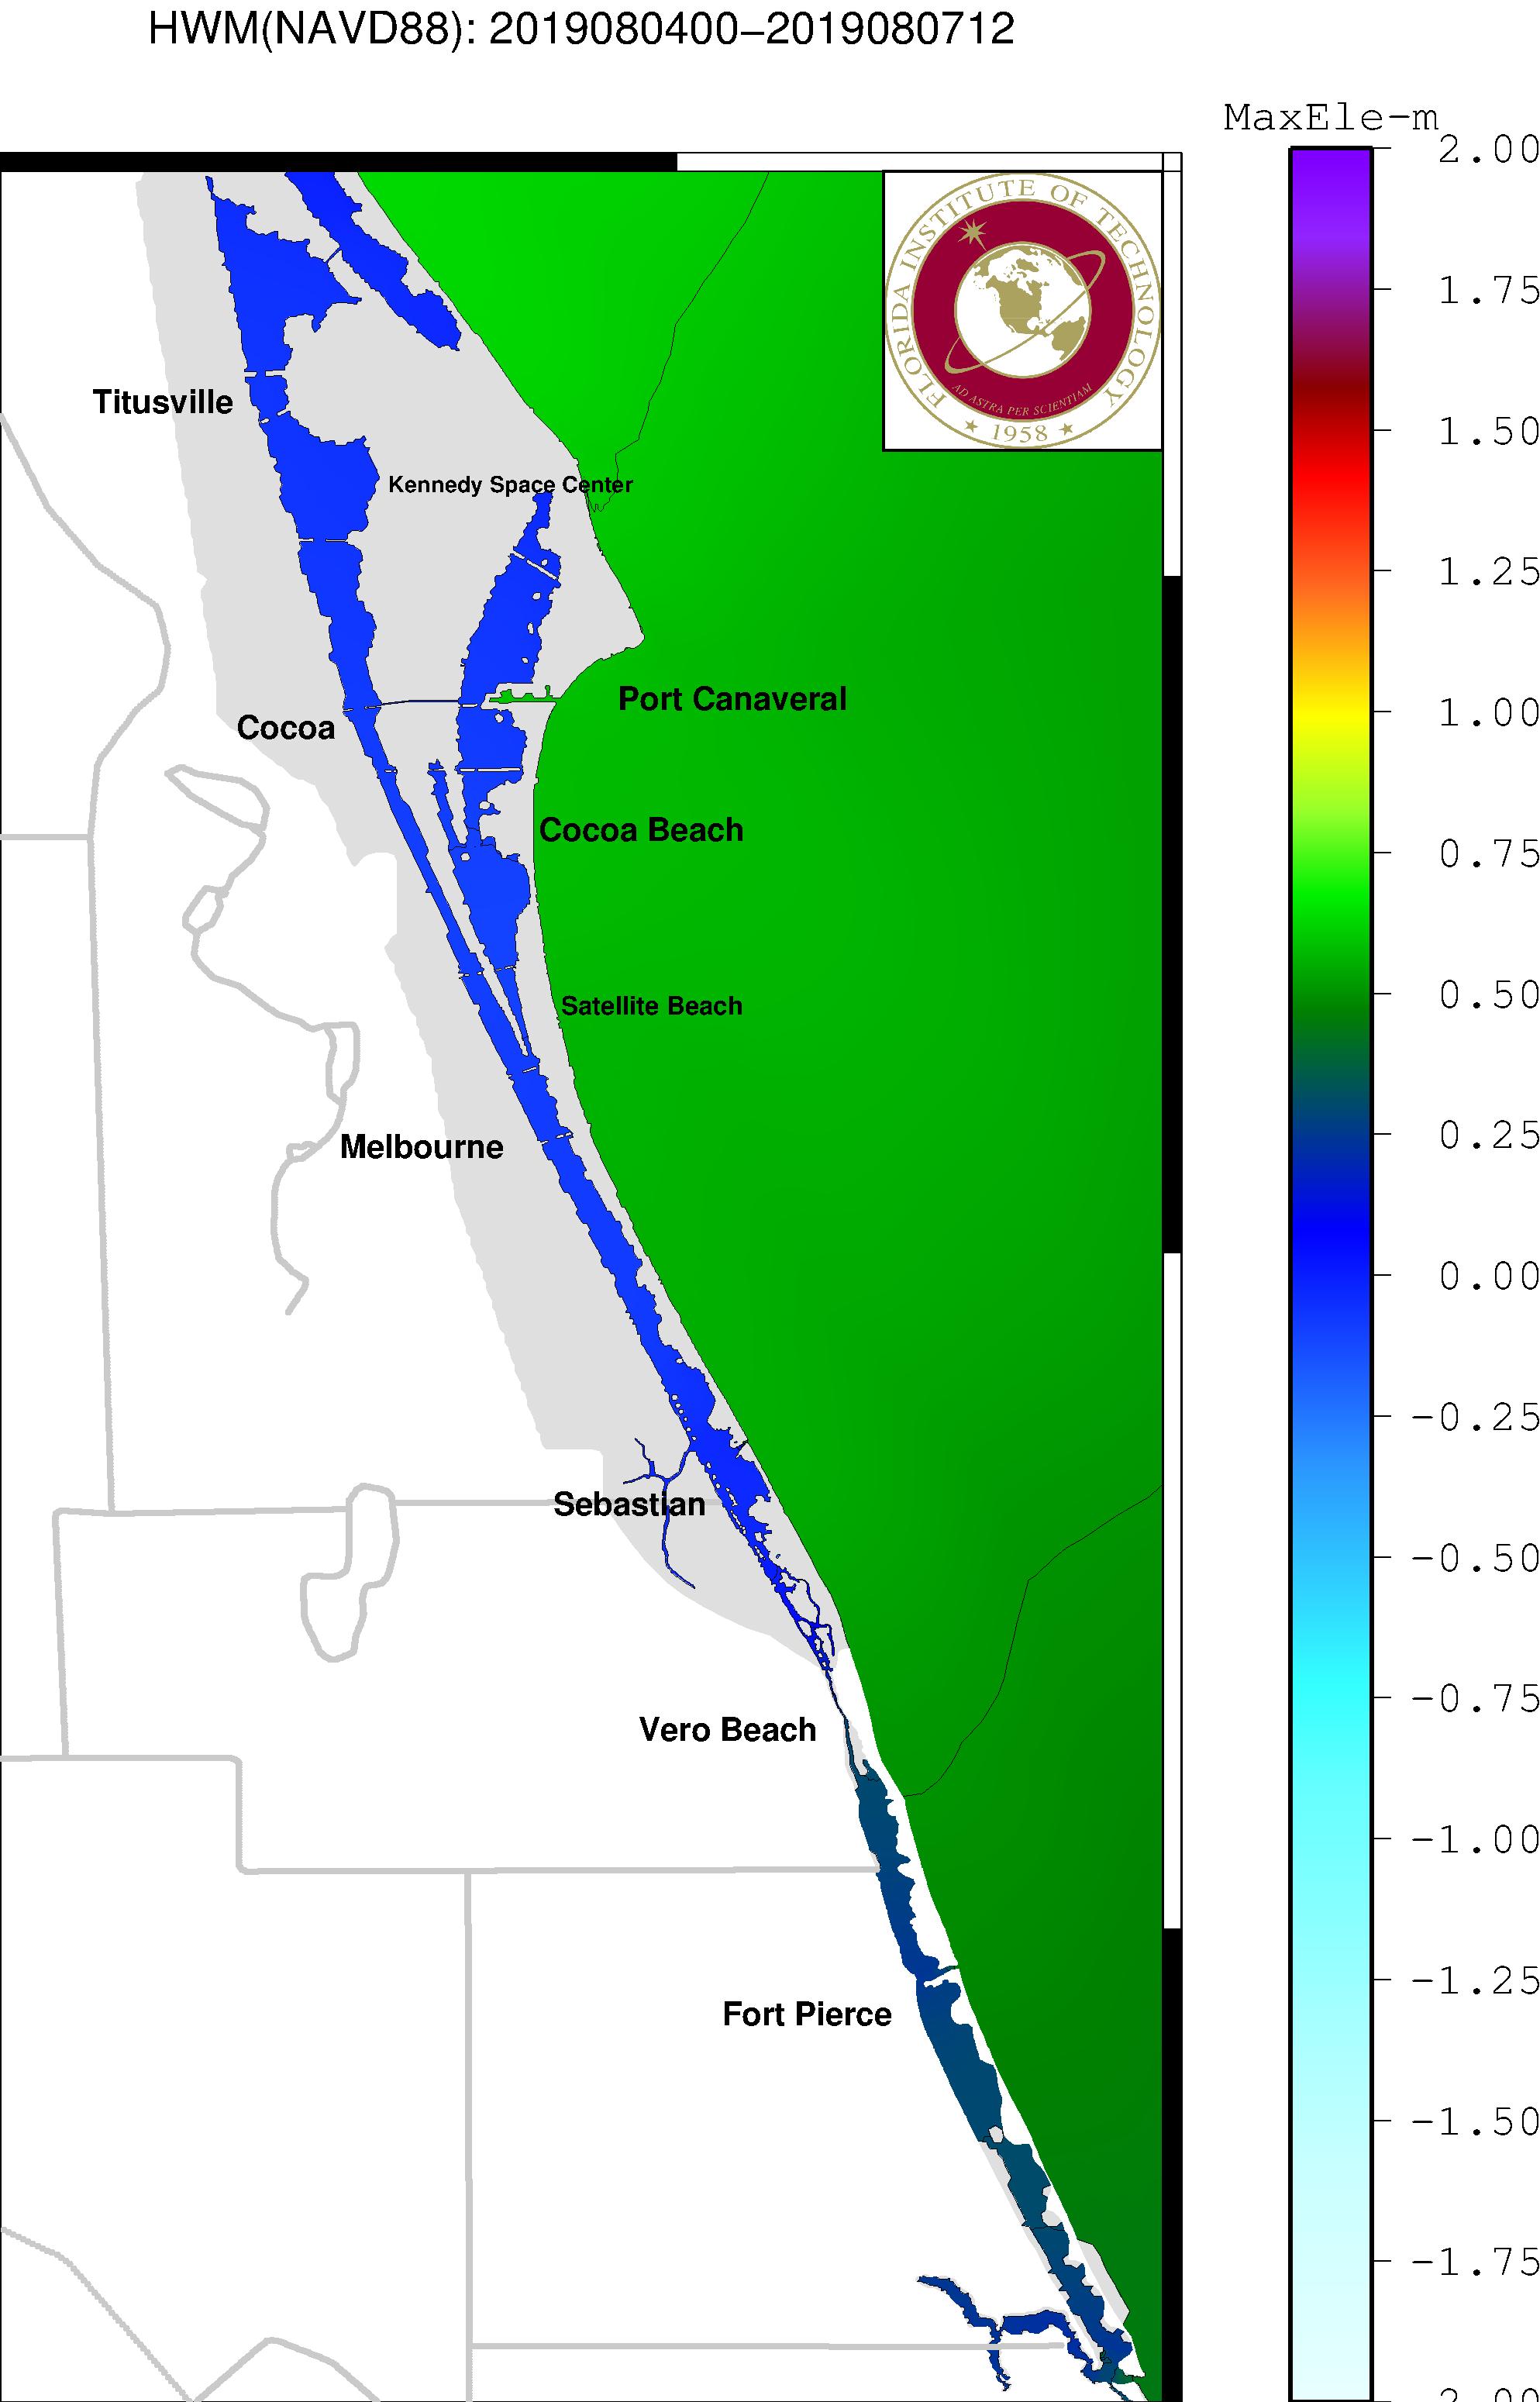 HWM(NAVD88): 2019080400−2019080712
MaxEle-m
2.00
1.75
1.50
1.25
1.00
0.75
0.50
0.25
0.00
-0.25
-0.50
-0.75
-1.00
-1.25
-1.50
-1.75
FLORIDA INSTITUTE OF TECHNOLOGY
AD ASTRA PER SCIENTIAM
★ 1958 ★
Titusville
Kennedy Space Center
Port Canaveral
Cocoa
Cocoa Beach
Satellite Beach
Melbourne
Sebastian
Vero Beach
Fort Pierce